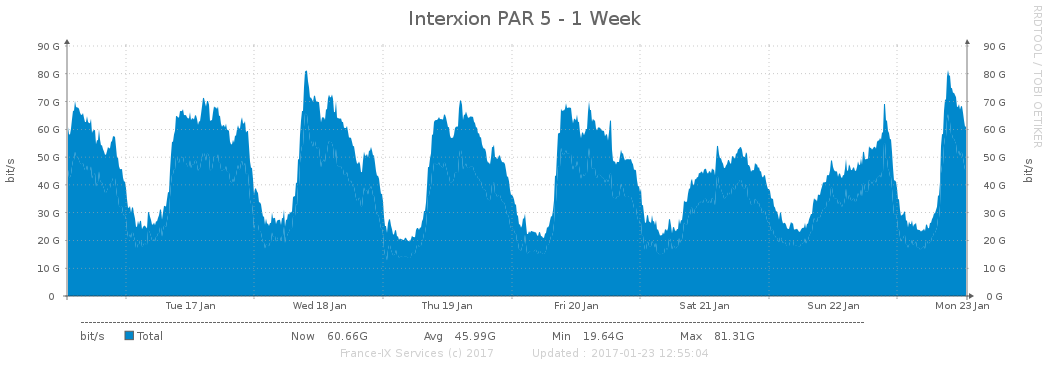 Interxion PAR 5 - 1 Week
RRDTOOL / TOBI OETIKER
90 G 90 G
80 G 80 G
70 G 70 G
60 G 60 G
50 G 50 G
40 G 40 G
30 G 30 G
20 G 20 G
10 G 10 G
0 0 G
bit/s bit/s
Tue 17 Jan Wed 18 Jan Thu 19 Jan Fri 20 Jan Sat 21 Jan Sun 22 Jan Mon 23 Jan
bit/s Total Now 60.66G Avg 45.99G Min 19.64G Max 81.31G
France-IX Services (c) 2017 Updated : 2017-01-23 12:55:04